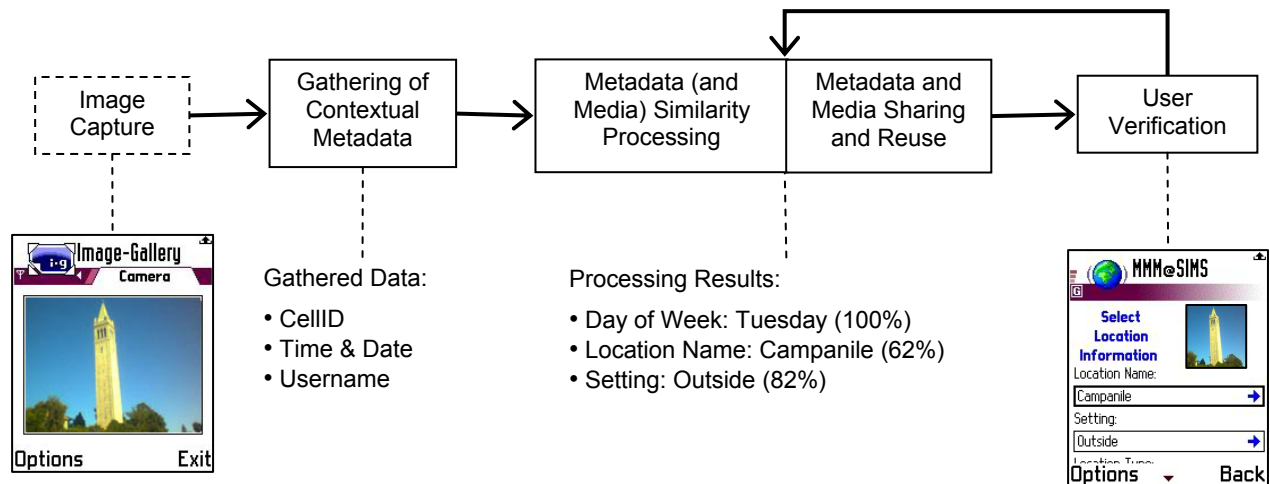 Image
Capture
Gathering of
Contextual
Metadata
Metadata (and
Media) Similarity
Processing
Metadata and
Media Sharing
and Reuse
User
Verification
i·g
Image-Gallery
Camera
Options Exit
Gathered Data:
• CellID
• Time & Date
• Username
Processing Results:
• Day of Week: Tuesday (100%)
• Location Name: Campanile (62%)
• Setting: Outside (82%)
MMM@SIMS
G
Select
Location
Information
Location Name:
Campanile
Setting:
Outside
Location Type:
Options Back